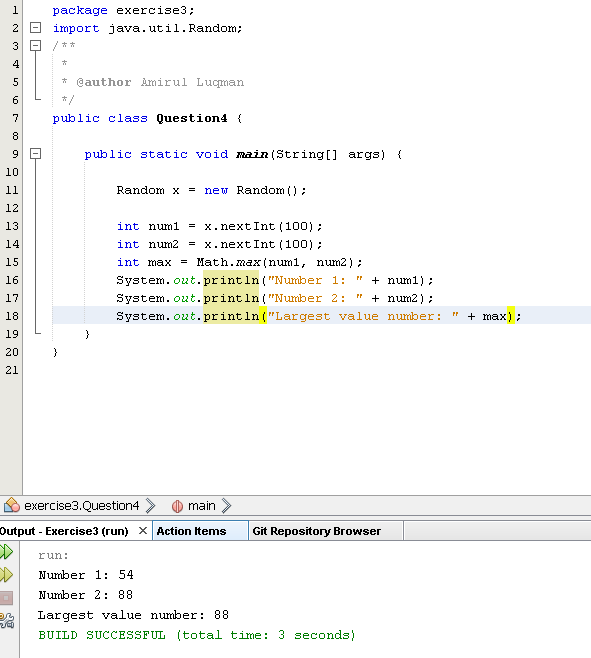 1 package exercise3;
2 import java.util.Random;
3 /**
4 *
5 * @author Amirul Luqman
6 */
7 public class Question4 {
8
9 public static void main(String[] args) {
10
11 Random x = new Random();
12
13 int num1 = x.nextInt(100);
14 int num2 = x.nextInt(100);
15 int max = Math.max(num1, num2);
16 System.out.println("Number 1: " + num1);
17 System.out.println("Number 2: " + num2);
18 System.out.println("Largest value number: " + max);
19 }
20 }
21
exercise3.Question4 main
Output - Exercise3 (run) × Action Items Git Repository Browser
run:
Number 1: 54
Number 2: 88
Largest value number: 88
BUILD SUCCESSFUL (total time: 3 seconds)